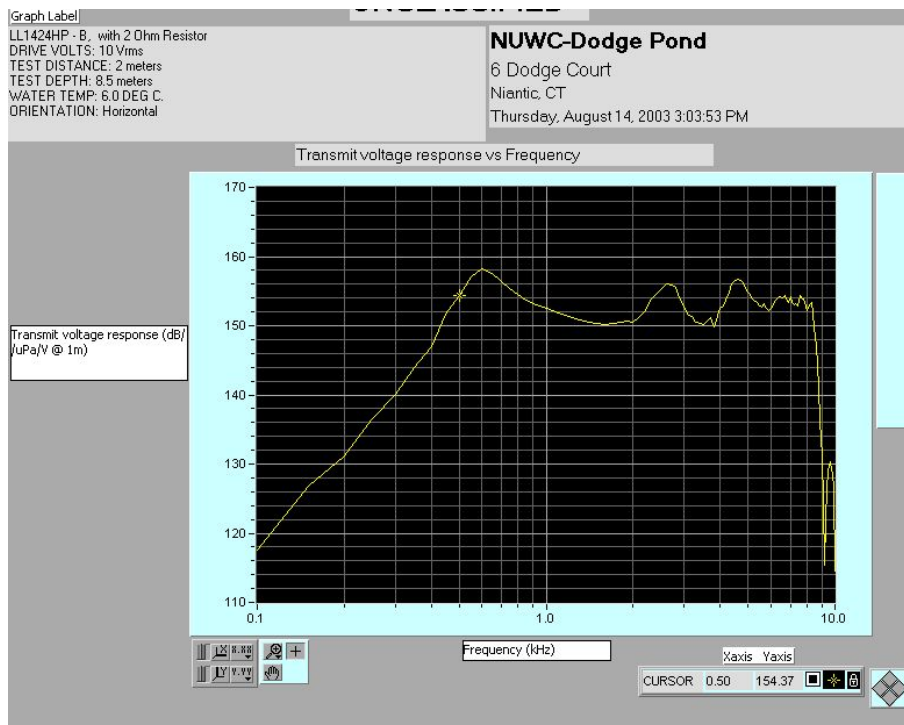 Graph Label
LL1424HP - B,  with 2 Ohm Resistor
DRIVE VOLTS: 10 Vrms
TEST DISTANCE: 2 meters
TEST DEPTH: 8.5 meters
WATER TEMP: 6.0 DEG C.
ORIENTATION: Horizontal
NUWC-Dodge Pond
6 Dodge Court
Niantic, CT
Thursday, August 14, 2003 3:03:53 PM
Transmit voltage response vs Frequency
170
160
150
140
130
120
110
Transmit voltage response (dB/
/uPa/V @ 1m)
0.1
1.0
10.0
Frequency (kHz)
X X.XX
Y Y.YY
Xaxis Yaxis
CURSOR 0.50 154.37